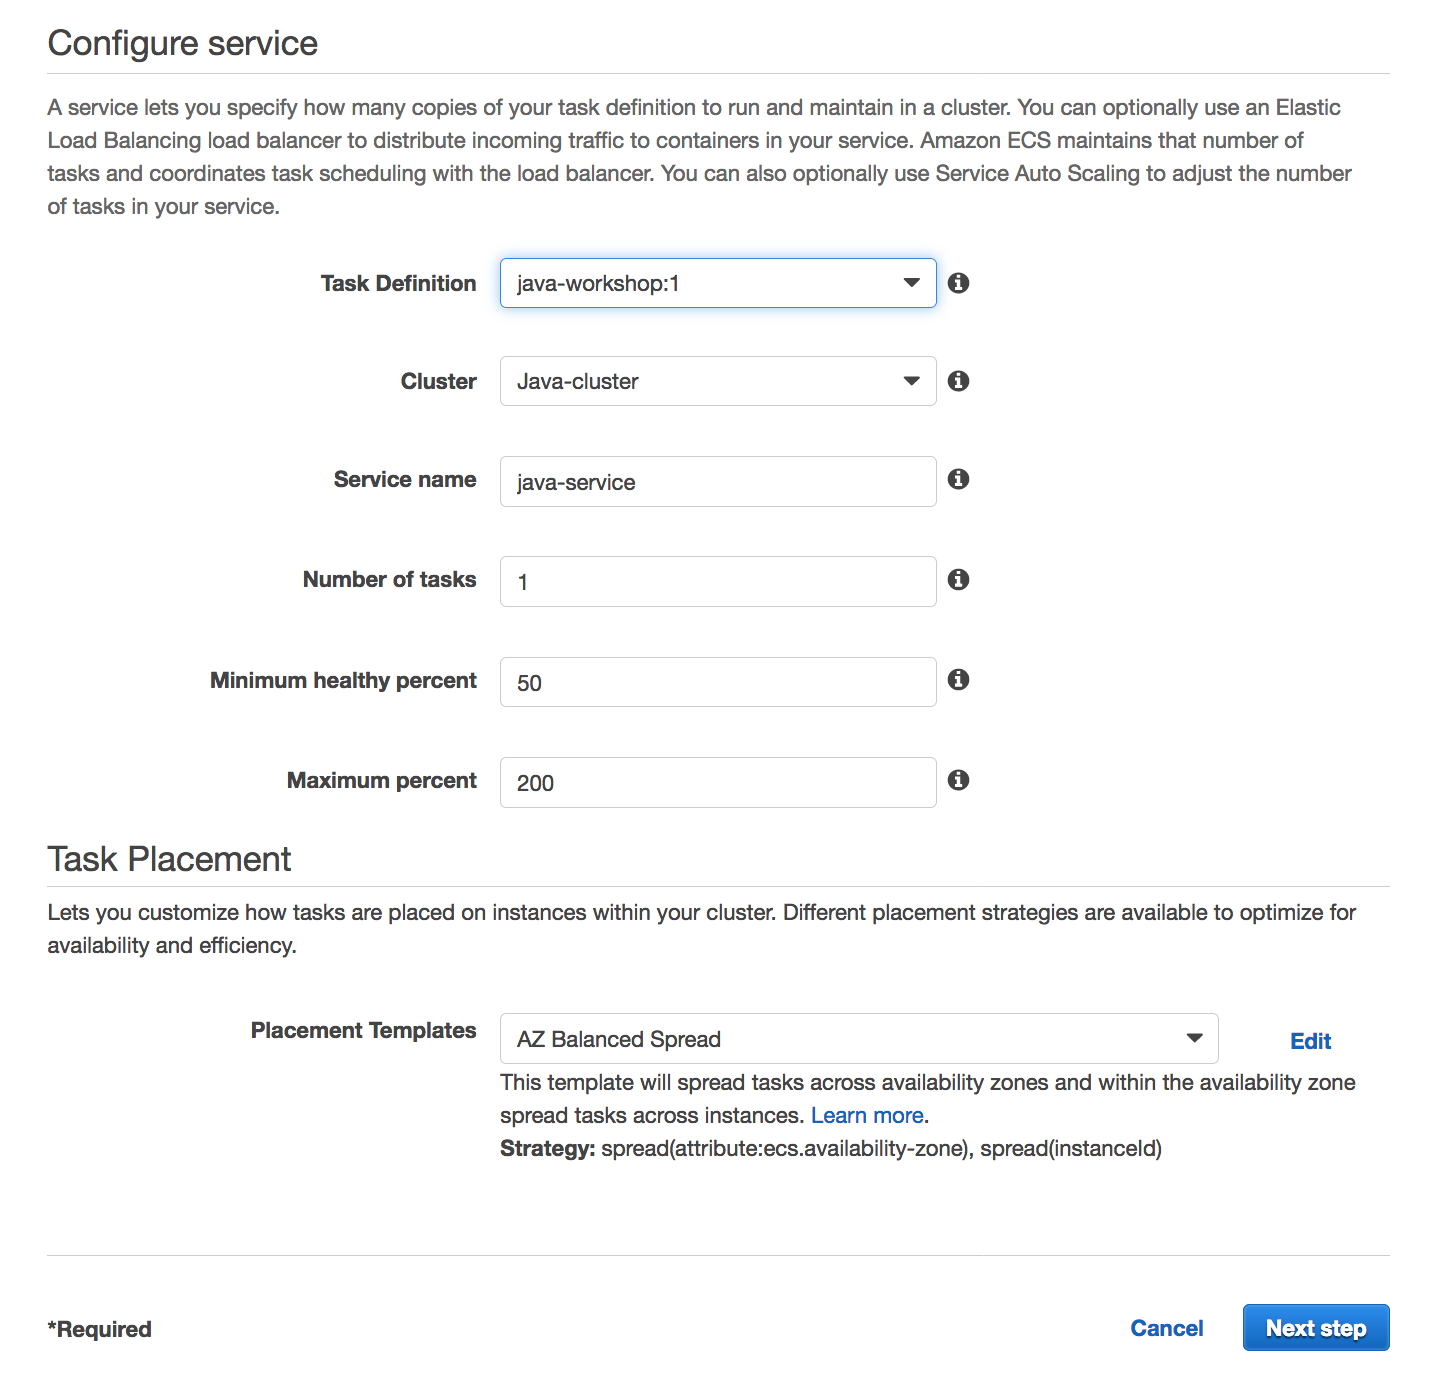 Configure service
A service lets you specify how many copies of your task definition to run and maintain in a cluster. You can optionally use an Elastic
Load Balancing load balancer to distribute incoming traffic to containers in your service. Amazon ECS maintains that number of
tasks and coordinates task scheduling with the load balancer. You can also optionally use Service Auto Scaling to adjust the number
of tasks in your service.
Task Definition java-workshop:1
Cluster Java-cluster
Service name java-service
Number of tasks 1
Minimum healthy percent 50
Maximum percent 200
Task Placement
Lets you customize how tasks are placed on instances within your cluster. Different placement strategies are available to optimize for
availability and efficiency.
Placement Templates AZ Balanced Spread Edit
This template will spread tasks across availability zones and within the availability zone
spread tasks across instances. Learn more.
Strategy: spread(attribute:ecs.availability-zone), spread(instanceId)
*Required Cancel Next step